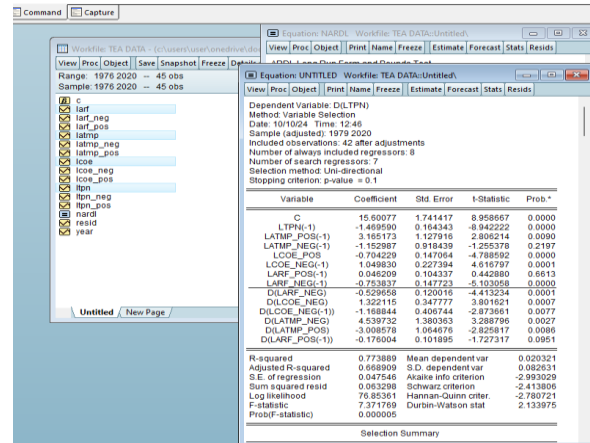 Command Capture
Workfile: TEA DATA - (c:\users\user\onedrive\doc
View Proc Object Save Snapshot Freeze Details
Range: 1976 2020 -- 45 obs
Sample: 1976 2020 -- 45 obs
c
larf
larf_neg
larf_pos
latmp
latmp_neg
latmp_pos
lcoe
lcoe_neg
lcoe_pos
ltpn
ltpn_neg
ltpn_pos
nardl
resid
year
Untitled New Page
Equation: NARDL Workfile: TEA DATA::Untitled\
View Proc Object Print Name Freeze Estimate Forecast Stats Resids
ARDL Long Run Form and Bounds Test
Equation: UNTITLED Workfile: TEA DATA::Untitled\
View Proc Object Print Name Freeze Estimate Forecast Stats Resids
Dependent Variable: D(LTPN)
Method: Variable Selection
Date: 10/10/24 Time: 12:46
Sample (adjusted): 1979 2020
Included observations: 42 after adjustments
Number of always included regressors: 8
Number of search regressors: 7
Selection method: Uni-directional
Stopping criterion: p-value = 0.1
Variable Coefficient Std. Error t-Statistic Prob.*
C 15.60077 1.741417 8.958667 0.0000
LTPN(-1) -1.469590 0.164343 -8.942222 0.0000
LATMP_POS(-1) 3.165173 1.127916 2.806214 0.0090
LATMP_NEG(-1) -1.152987 0.918439 -1.255378 0.2197
LCOE_POS -0.704229 0.147064 -4.788592 0.0000
LCOE_NEG(-1) 1.049830 0.227394 4.616797 0.0001
LARF_POS(-1) 0.046209 0.104337 0.442880 0.6613
LARF_NEG(-1) -0.753837 0.147723 -5.103058 0.0000
D(LARF_NEG) -0.529658 0.120016 -4.413234 0.0001
D(LCOE_NEG) 1.322115 0.347777 3.801621 0.0007
D(LCOE_NEG(-1)) -1.168844 0.406744 -2.873661 0.0077
D(LATMP_NEG) 4.539732 1.380363 3.288796 0.0027
D(LATMP_POS) -3.008578 1.064676 -2.825817 0.0086
D(LARF_POS(-1)) -0.176004 0.101895 -1.727317 0.0951
R-squared 0.773889 Mean dependent var 0.020321
Adjusted R-squared 0.668909 S.D. dependent var 0.082631
S.E. of regression 0.047546 Akaike info criterion -2.993029
Sum squared resid 0.063298 Schwarz criterion -2.413806
Log likelihood 76.85361 Hannan-Quinn criter. -2.780721
F-statistic 7.371769 Durbin-Watson stat 2.133975
Prob(F-statistic) 0.000005
Selection Summary